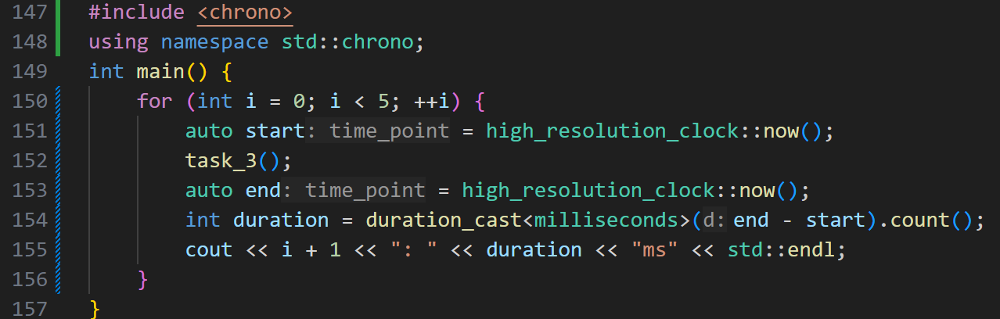 147 #include <chrono>
148 using namespace std::chrono;
149 int main() {
150     for (int i = 0; i < 5; ++i) {
151         auto start: time_point = high_resolution_clock::now();
152         task_3();
153         auto end: time_point = high_resolution_clock::now();
154         int duration = duration_cast<milliseconds>(d: end - start).count();
155         cout << i + 1 << ": " << duration << "ms" << std::endl;
156     }
157 }